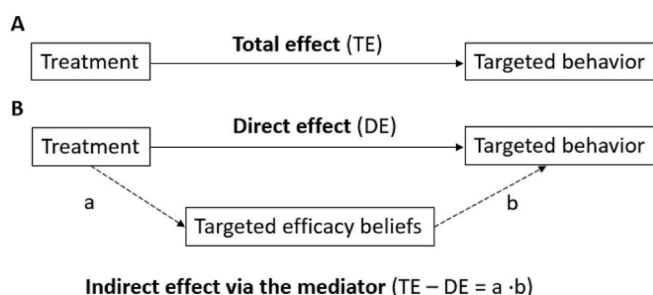 A
Total effect (TE)
Treatment Targeted behavior
B
Direct effect (DE)
Treatment Targeted behavior
a b
Targeted efficacy beliefs
Indirect effect via the mediator (TE – DE = a ·b)